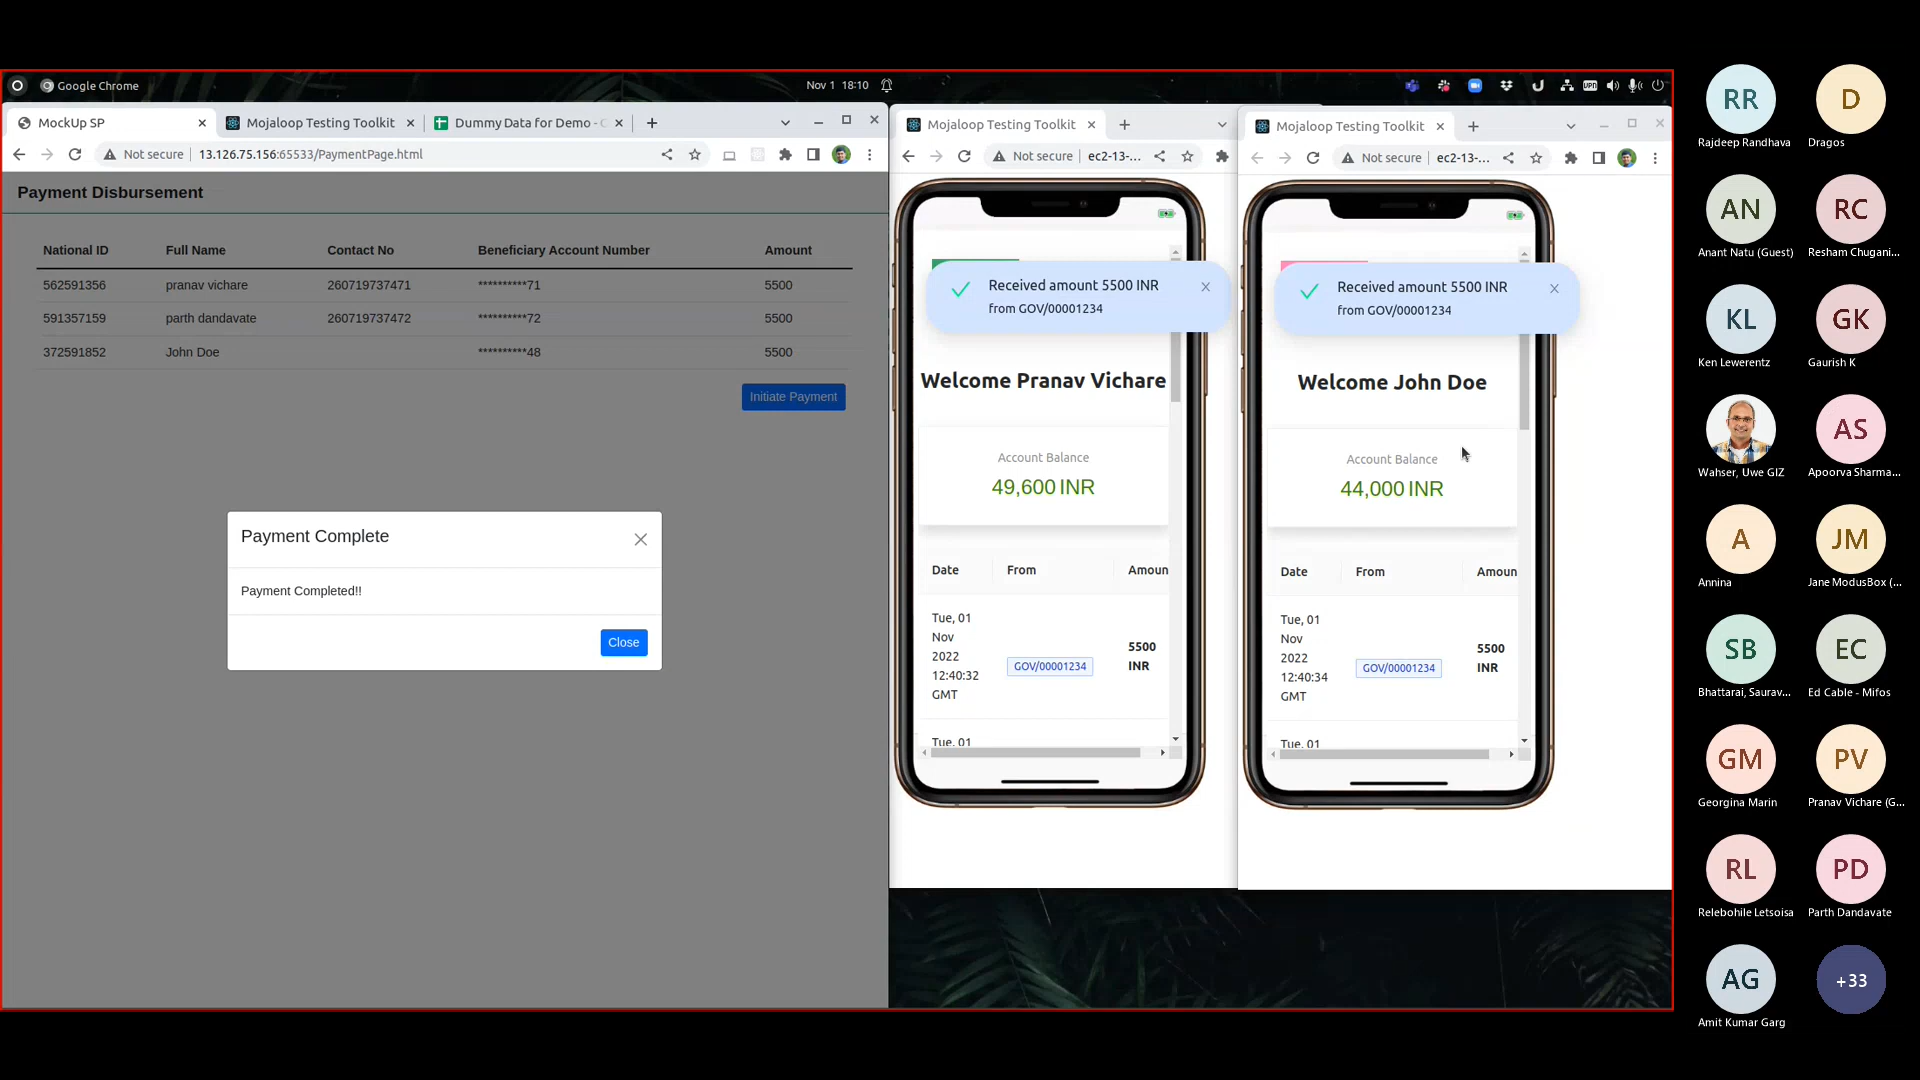 Google Chrome
Nov 1 18:10
MockUp SP
Mojaloop Testing Toolkit
Dummy Data for Demo -
Not secure
13.126.75.156:65533/PaymentPage.html
Payment Disbursement
National ID Full Name Contact No Beneficiary Account Number Amount
562591356 pranav vichare 260719737471 **********71 5500
591357159 parth dandavate 260719737472 **********72 5500
372591852 John Doe **********48 5500
Initiate Payment
Payment Complete
Payment Completed!!
Close
Mojaloop Testing Toolkit
Not secure
ec2-13-...
Received amount 5500 INR
from GOV/00001234
Welcome Pranav Vichare
Account Balance
49,600 INR
Date From Amoun
Tue, 01
Nov
2022
12:40:32
GMT
GOV/00001234
5500
INR
Tue, 01
Mojaloop Testing Toolkit
Not secure
ec2-13-...
Received amount 5500 INR
from GOV/00001234
Welcome John Doe
Account Balance
44,000 INR
Date From Amoun
Tue, 01
Nov
2022
12:40:34
GMT
GOV/00001234
5500
INR
Tue, 01
RR
Rajdeep Randhava
D
Dragos
AN
Anant Natu (Guest)
RC
Resham Chugani...
KL
Ken Lewerentz
GK
Gaurish K
Wahser, Uwe GIZ
AS
Apoorva Sharma...
A
Annina
JM
Jane ModusBox (...
SB
Bhattarai, Saurav...
EC
Ed Cable - Mifos
GM
Georgina Marin
PV
Pranav Vichare (G...
RL
Relebohile Letsoisa
PD
Parth Dandavate
AG
Amit Kumar Garg
+33